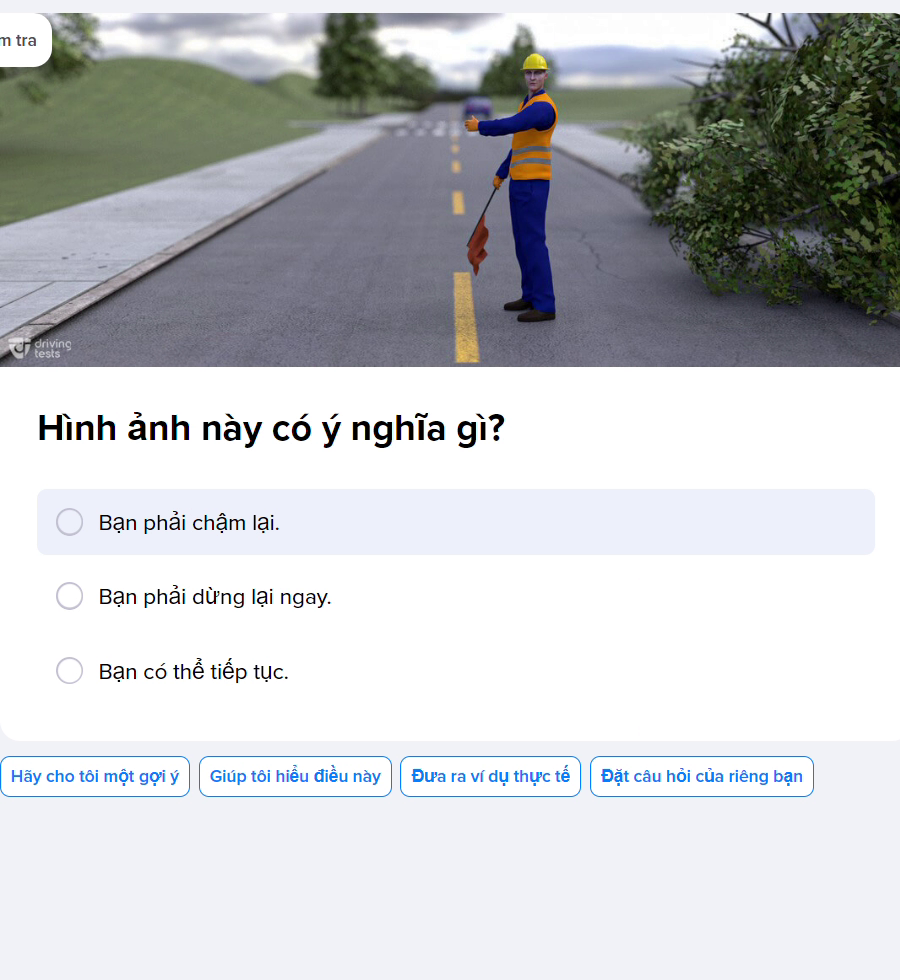 m tra
driving
tests
Hình ảnh này có ý nghĩa gì?
Bạn phải chậm lại.
Bạn phải dừng lại ngay.
Bạn có thể tiếp tục.
Hãy cho tôi một gợi ý
Giúp tôi hiểu điều này
Đưa ra ví dụ thực tế
Đặt câu hỏi của riêng bạn